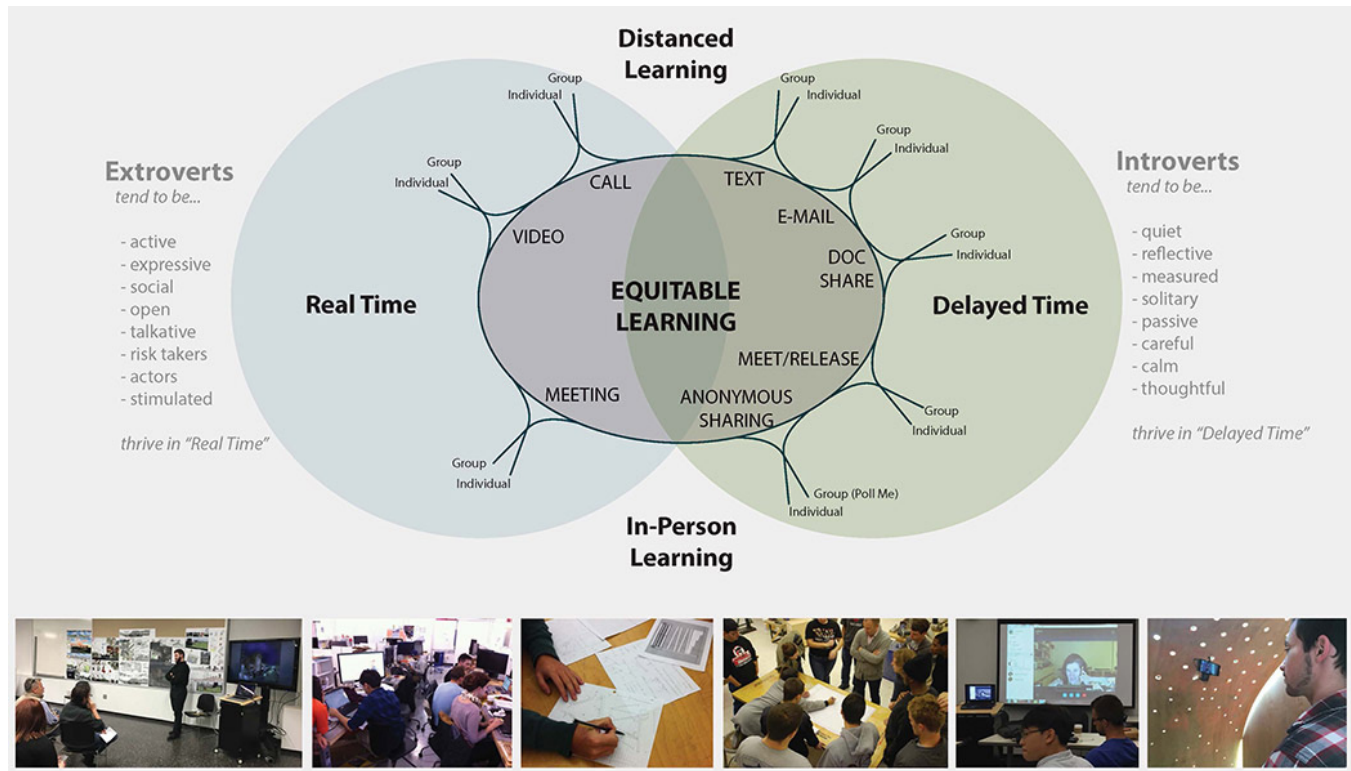 Distanced
Learning
Group
Individual
Group
Individual
Group
Individual
Group
Individual
Extroverts
tend to be...
- active
- expressive
- social
- open
- talkative
- risk takers
- actors
- stimulated
thrive in "Real Time"
CALL
VIDEO
Real Time
MEETING
Group
Individual
EQUITABLE
LEARNING
TEXT
E-MAIL
DOC
SHARE
MEET/RELEASE
ANONYMOUS
SHARING
Group
Individual
Delayed Time
Group
Individual
Group (Poll Me)
Individual
Introverts
tend to be...
- quiet
- reflective
- measured
- solitary
- passive
- careful
- calm
- thoughtful
thrive in "Delayed Time"
In-Person
Learning